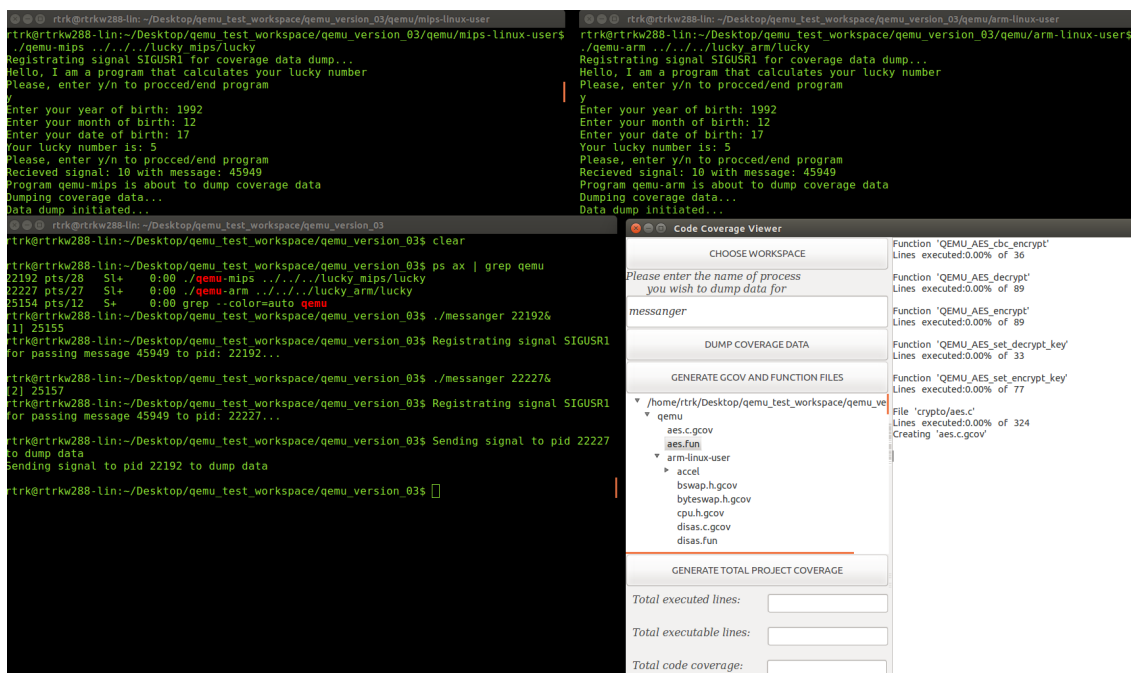 rtrk@rtrkw288-lin: ~/Desktop/qemu_test_workspace/qemu_version_03/qemu/mips-linux-user
rtrk@rtrkw288-lin:~/Desktop/qemu_test_workspace/qemu_version_03/qemu/mips-linux-user$
./qemu-mips ../../../lucky_mips/lucky
Registrating signal SIGUSR1 for coverage data dump...
Hello, I am a program that calculates your lucky number
Please, enter y/n to procced/end program
y
Enter your year of birth: 1992
Enter your month of birth: 12
Enter your date of birth: 17
Your lucky number is: 5
Please, enter y/n to procced/end program
Recieved signal: 10 with message: 45949
Program qemu-mips is about to dump coverage data
Dumping coverage data...
Data dump initiated...
rtrk@rtrkw288-lin: ~/Desktop/qemu_test_workspace/qemu_version_03/qemu/arm-linux-user
rtrk@rtrkw288-lin:~/Desktop/qemu_test_workspace/qemu_version_03/qemu/arm-linux-user$
./qemu-arm ../../../lucky_arm/lucky
Registrating signal SIGUSR1 for coverage data dump...
Hello, I am a program that calculates your lucky number
Please, enter y/n to procced/end program
y
Enter your year of birth: 1992
Enter your month of birth: 12
Enter your date of birth: 17
Your lucky number is: 5
Please, enter y/n to procced/end program
Recieved signal: 10 with message: 45949
Program qemu-arm is about to dump coverage data
Dumping coverage data...
Data dump initiated...
rtrk@rtrkw288-lin: ~/Desktop/qemu_test_workspace/qemu_version_03
rtrk@rtrkw288-lin:~/Desktop/qemu_test_workspace/qemu_version_03$ clear
rtrk@rtrkw288-lin:~/Desktop/qemu_test_workspace/qemu_version_03$ ps ax | grep qemu
22192 pts/28 Sl+ 0:00 ./qemu-mips ../../../lucky_mips/lucky
22227 pts/27 Sl+ 0:00 ./qemu-arm ../../../lucky_arm/lucky
25154 pts/12 S+ 0:00 grep --color=auto qemu
rtrk@rtrkw288-lin:~/Desktop/qemu_test_workspace/qemu_version_03$ ./messanger 22192&
[1] 25155
rtrk@rtrkw288-lin:~/Desktop/qemu_test_workspace/qemu_version_03$ Registrating signal SIGUSR1
for passing message 45949 to pid: 22192...
rtrk@rtrkw288-lin:~/Desktop/qemu_test_workspace/qemu_version_03$ ./messanger 22227&
[2] 25157
rtrk@rtrkw288-lin:~/Desktop/qemu_test_workspace/qemu_version_03$ Registrating signal SIGUSR1
for passing message 45949 to pid: 22227...
rtrk@rtrkw288-lin:~/Desktop/qemu_test_workspace/qemu_version_03$ Sending signal to pid 22227
to dump data
Sending signal to pid 22192 to dump data
rtrk@rtrkw288-lin:~/Desktop/qemu_test_workspace/qemu_version_03$
Code Coverage Viewer
CHOOSE WORKSPACE
Please enter the name of process
you wish to dump data for
messanger
DUMP COVERAGE DATA
GENERATE GCOV AND FUNCTION FILES
/home/rtrk/Desktop/qemu_test_workspace/qemu_ve
qemu
aes.c.gcov
aes.fun
arm-linux-user
accel
bswap.h.gcov
byteswap.h.gcov
cpu.h.gcov
disas.c.gcov
disas.fun
GENERATE TOTAL PROJECT COVERAGE
Total executed lines:
Total executable lines:
Total code coverage:
Function 'QEMU_AES_cbc_encrypt'
Lines executed:0.00% of 36
Function 'QEMU_AES_decrypt'
Lines executed:0.00% of 89
Function 'QEMU_AES_encrypt'
Lines executed:0.00% of 89
Function 'QEMU_AES_set_decrypt_key'
Lines executed:0.00% of 33
Function 'QEMU_AES_set_encrypt_key'
Lines executed:0.00% of 77
File 'crypto/aes.c'
Lines executed:0.00% of 324
Creating 'aes.c.gcov'